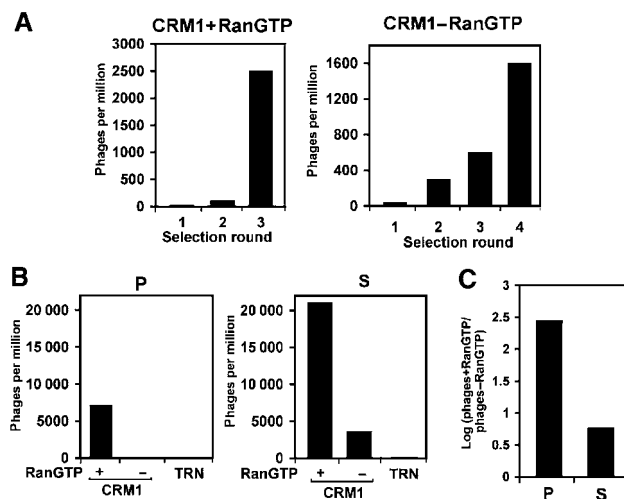 A
CRM1+RanGTP
Phages per million
3000
2500
2000
1500
1000
500
0
1 2 3
Selection round
CRM1–RanGTP
Phages per million
1600
1200
800
400
0
1 2 3 4
Selection round
B
P
Phages per million
20 000
15 000
10 000
5000
0
RanGTP + – TRN
CRM1
S
Phages per million
20 000
15 000
10 000
5000
0
RanGTP + – TRN
CRM1
C
Log (phages+RanGTP/
phages–RanGTP)
3
2.5
2
1.5
1
0.5
0
P S